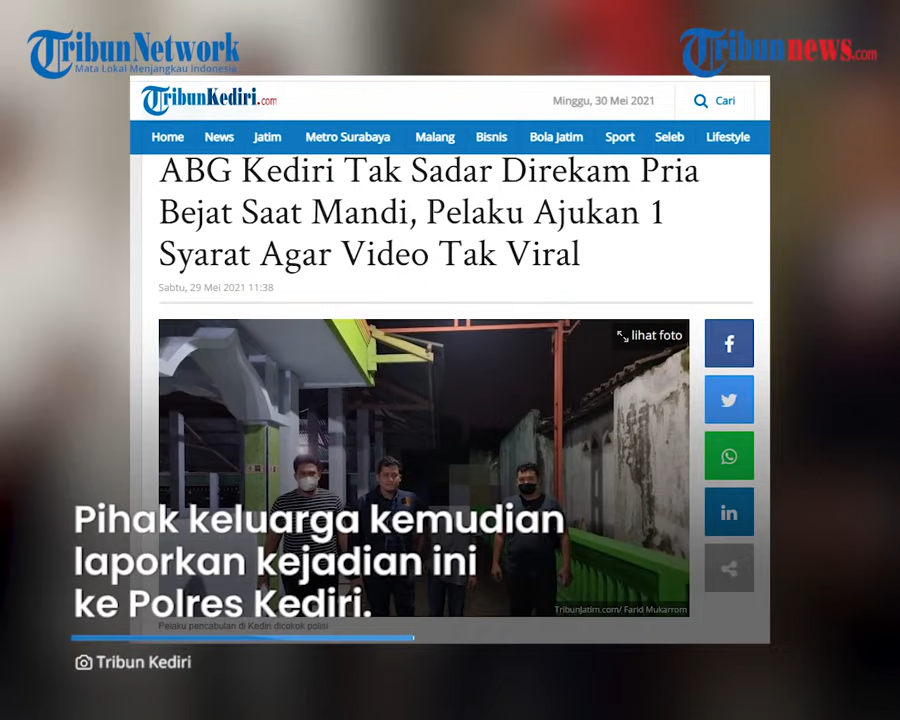 TribunNetwork
Mata Lokal Menjangkau Indonesia
Tribunnews.com
TribunKediri.com
Minggu, 30 Mei 2021
Cari
Home News Jatim Metro Surabaya Malang Bisnis Bola Jatim Sport Seleb Lifestyle
ABG Kediri Tak Sadar Direkam Pria
Bejat Saat Mandi, Pelaku Ajukan 1
Syarat Agar Video Tak Viral
Sabtu, 29 Mei 2021 11:38
lihat foto
Pihak keluarga kemudian
laporkan kejadian ini
ke Polres Kediri.
TribunJatim.com/ Farid Mukarrom
Pelaku pencabulan di Kediri dicokok polisi
Tribun Kediri